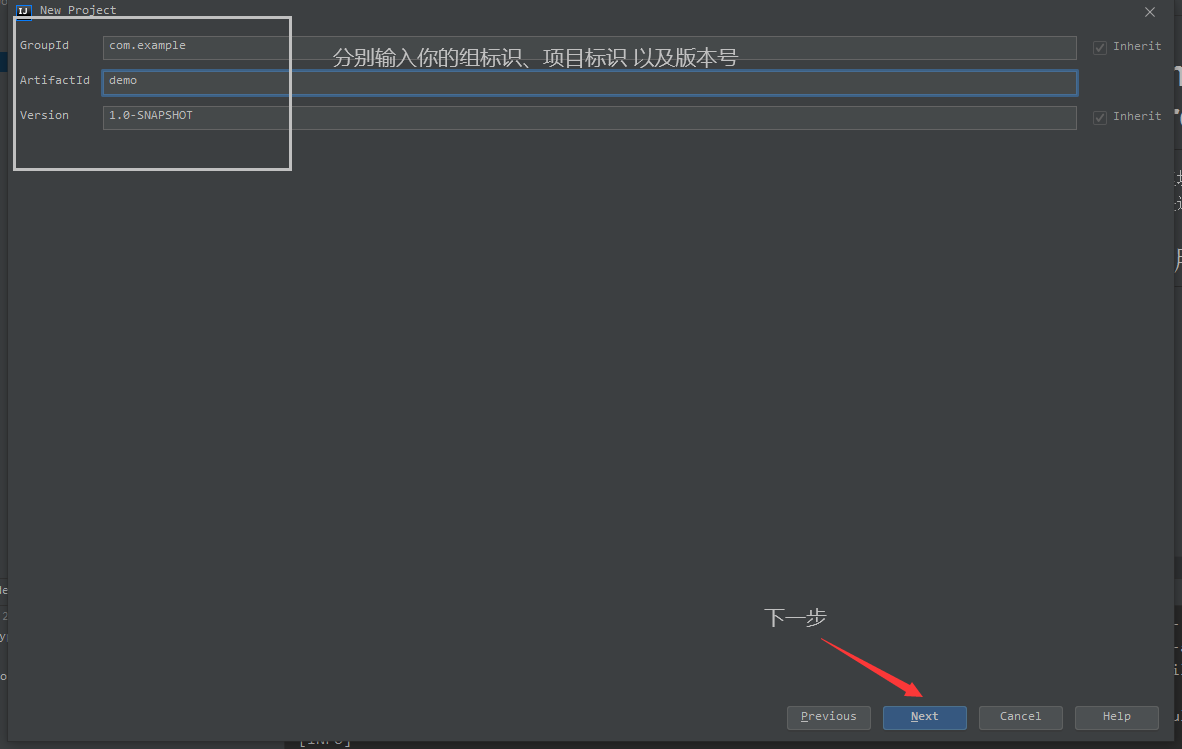 IJ New Project
GroupId com.example Inherit
分别输入你的组标识、项目标识 以及版本号
ArtifactId demo
Version 1.0-SNAPSHOT Inherit
下一步
Previous Next Cancel Help
[INFO]